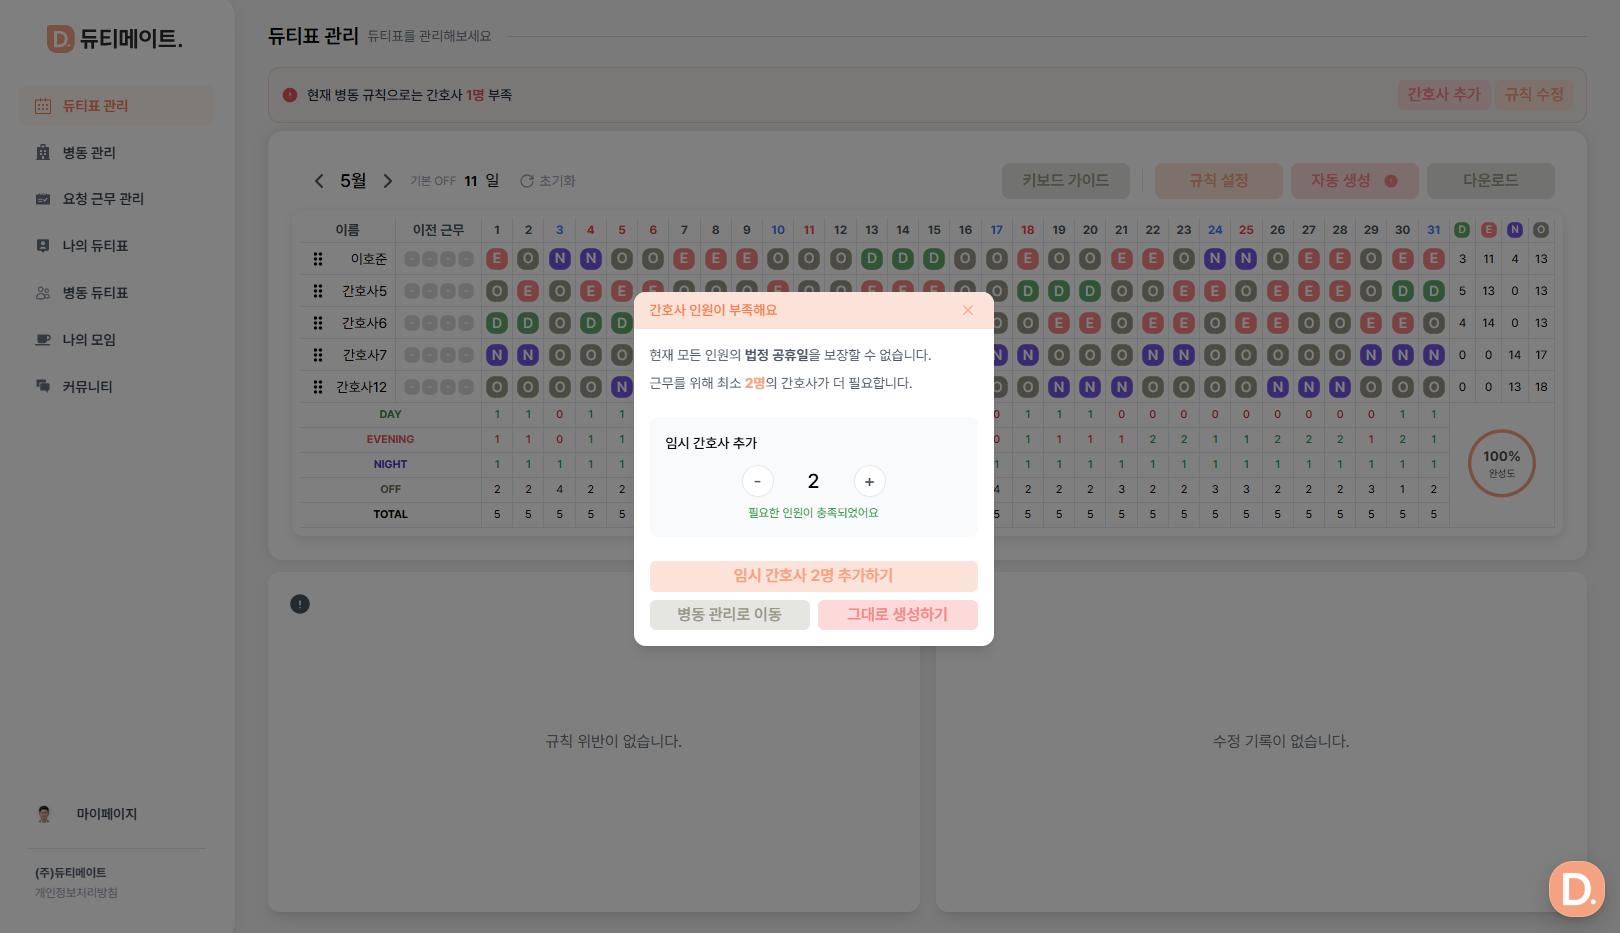 D. 듀티메이트.
듀티표 관리
병동 관리
요청 근무 관리
나의 듀티표
병동 듀티표
나의 모임
커뮤니티
마이페이지
(주)듀티메이트
개인정보처리방침
듀티표 관리 듀티표를 관리해보세요
현재 병동 규칙으로는 간호사 1명 부족 간호사 추가 규칙 수정
5월 기본 OFF 11 일 초기화 키보드 가이드 규칙 설정 자동 생성 다운로드
이름 이전 근무 1 2 3 4 5 6 7 8 9 10 11 12 13 14 15 16 17 18 19 20 21 22 23 24 25 26 27 28 29 30 31 D E N O
이호준 - - - - E O N N O O E E E O O O D D D O O E O O E E O N N O E E O E E 3 11 4 13
간호사5 - - - - O E O E E D D D O O E E O E E E O D D 5 13 0 13
간호사6 - - - - D D O D D O O E E O E E O E E O O E E O 4 14 0 13
간호사7 - - - - N N O O O N N O O O N N O O O O O N N N 0 0 14 17
간호사12 - - - - O O O O N O O N N N O O O O N N N O O O 0 0 13 18
DAY 1 1 0 1 1 0 1 1 1 0 0 0 0 0 0 0 0 0 1 1
EVENING 1 1 0 1 1 0 1 1 1 1 2 2 1 1 2 2 2 1 2 1
NIGHT 1 1 1 1 1 1 1 1 1 1 1 1 1 1 1 1 1 1 1 1
OFF 2 2 4 2 2 4 2 2 2 3 2 2 3 3 2 2 2 3 1 2
TOTAL 5 5 5 5 5 5 5 5 5 5 5 5 5 5 5 5 5 5 5 5
100%
완성도
간호사 인원이 부족해요
현재 모든 인원의 법정 공휴일을 보장할 수 없습니다.
근무를 위해 최소 2명의 간호사가 더 필요합니다.
임시 간호사 추가
- 2 +
필요한 인원이 충족되었어요
임시 간호사 2명 추가하기
병동 관리로 이동 그대로 생성하기
규칙 위반이 없습니다.
수정 기록이 없습니다.
D.